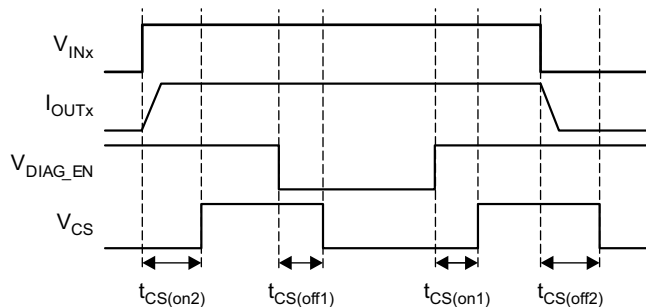 V_INx
I_OUTx
V_DIAG_EN
V_CS
t_CS(on2) t_CS(off1) t_CS(on1) t_CS(off2)